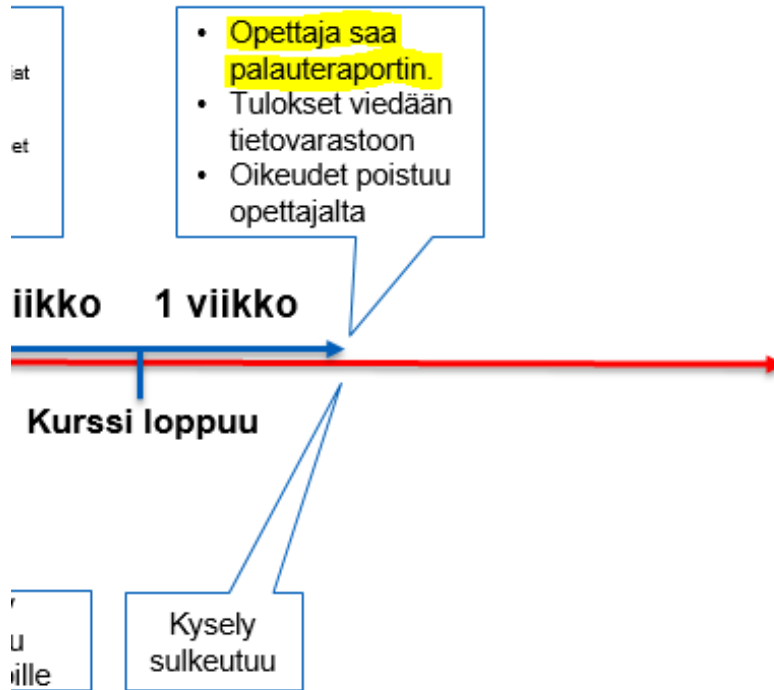 • Opettaja saa
palauteraportin.
• Tulokset viedään
tietovarastoon
• Oikeudet poistuu
opettajalta
iikko 1 viikko
Kurssi loppuu
Kysely
sulkeutuu